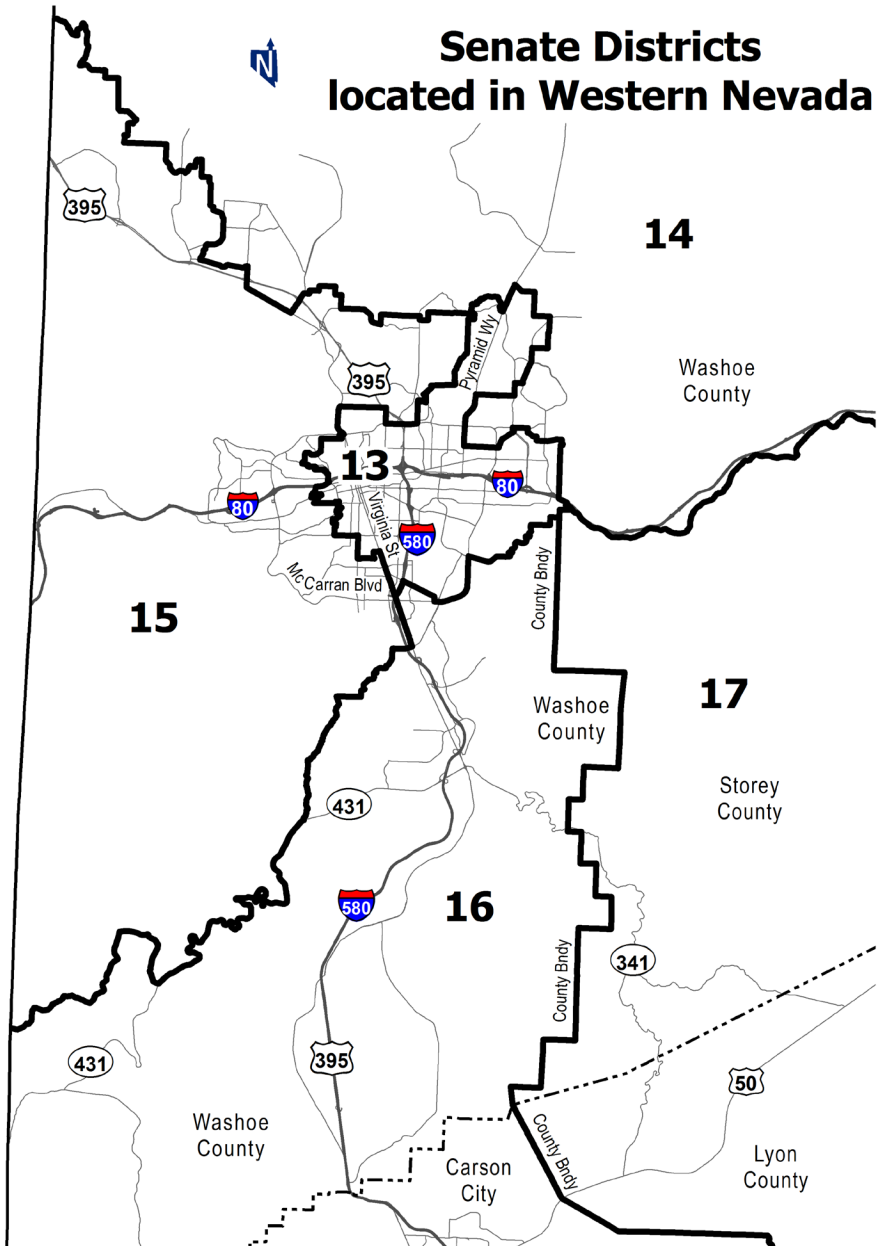 Senate Districts
located in Western Nevada
N
395
14
Washoe
County
Pyramid Wy
395
13
80
80
Virginia St
580
McCarran Blvd
County Bndy
15
17
Washoe
County
Storey
County
431
580
16
341
County Bndy
431
395
50
Washoe
County
County Bndy
Carson
City
Lyon
County